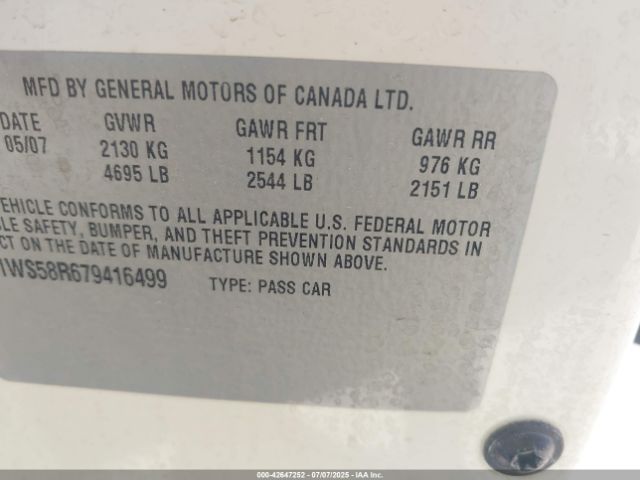 MFD BY GENERAL MOTORS OF CANADA LTD.
DATE GVWR GAWR FRT GAWR RR
05/07 2130 KG 1154 KG 976 KG
4695 LB 2544 LB 2151 LB
VEHICLE CONFORMS TO ALL APPLICABLE U.S. FEDERAL MOTOR
CLE SAFETY, BUMPER, AND THEFT PREVENTION STANDARDS IN
CT ON THE DATE OF MANUFACTURE SHOWN ABOVE.
1WS58R679416499 TYPE: PASS CAR
000-42647252 - 07/07/2025 - IAA Inc.